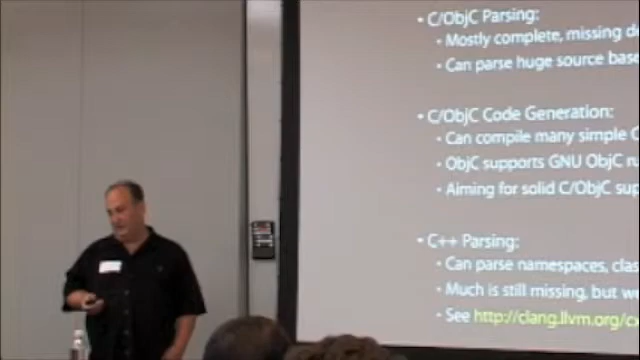 • C/ObjC Parsing:
• Mostly complete, missing
• Can parse huge source
• C/ObjC Code Generation:
• Can compile many simple
• ObjC supports GNU ObjC
• Aiming for solid C/ObjC
• C++ Parsing:
• Can parse namespaces,
• Much is still missing, but
• See http://clang.llvm.org/